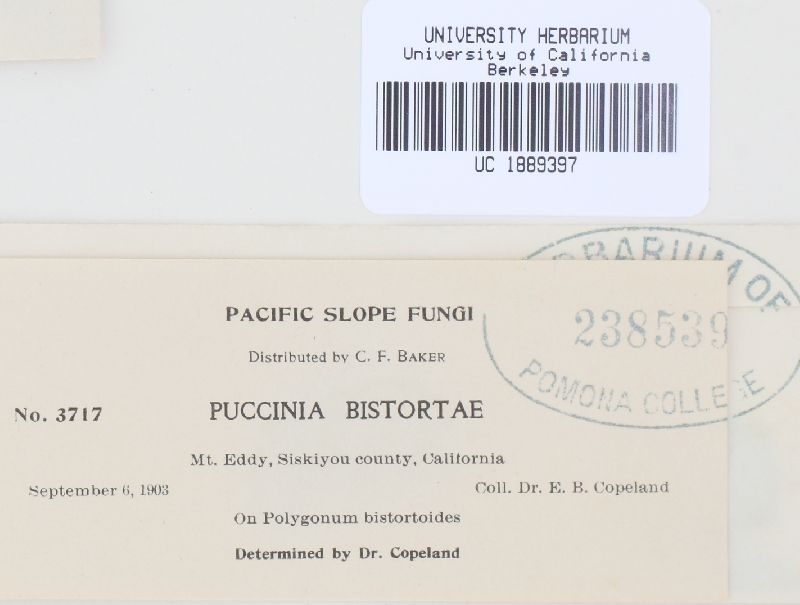 UNIVERSITY HERBARIUM
University of California
Berkeley
UC 1889397
HERBARIUM OF
238539
POMONA COLLEGE
PACIFIC SLOPE FUNGI
Distributed by C. F. BAKER
No. 3717
PUCCINIA BISTORTAE
Mt. Eddy, Siskiyou county, California
September 6, 1903
Coll. Dr. E. B. Copeland
On Polygonum bistortoides
Determined by Dr. Copeland